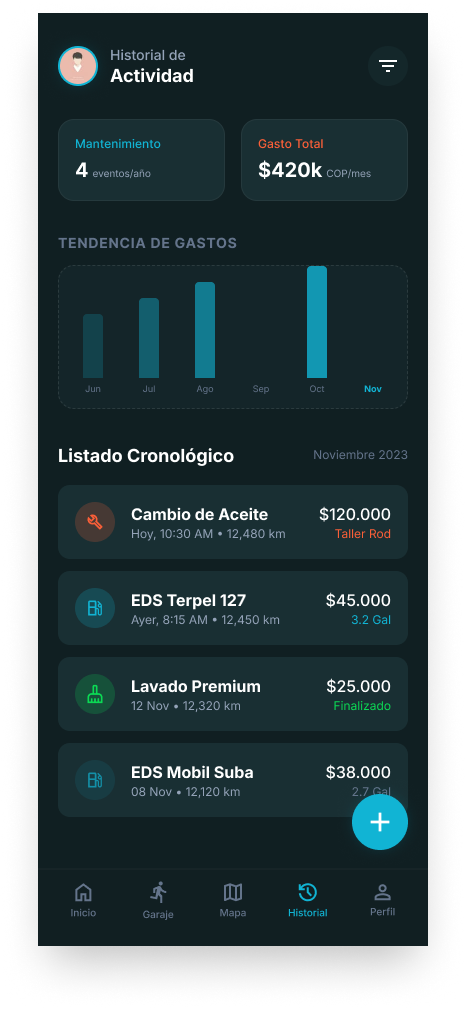 Historial de
Actividad
Mantenimiento
4 eventos/año
Gasto Total
$420k COP/mes
TENDENCIA DE GASTOS
Jun Jul Ago Sep Oct Nov
Listado Cronológico Noviembre 2023
Cambio de Aceite $120.000
Hoy, 10:30 AM • 12,480 km Taller Rod
EDS Terpel 127 $45.000
Ayer, 8:15 AM • 12,450 km 3.2 Gal
Lavado Premium $25.000
12 Nov • 12,320 km Finalizado
EDS Mobil Suba $38.000
08 Nov • 12,120 km 2.7 Gal
Inicio Garaje Mapa Historial Perfil